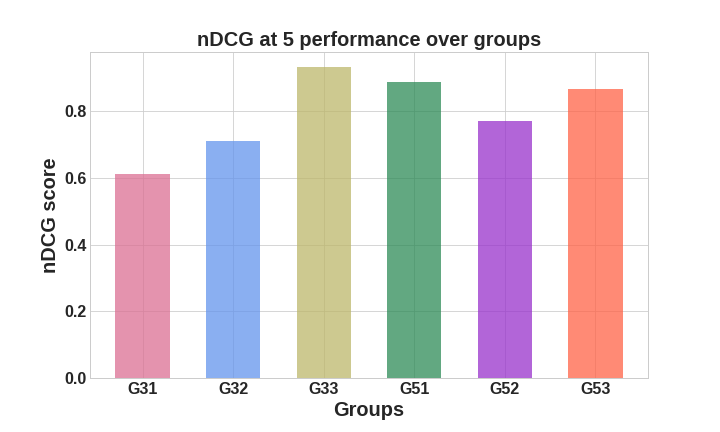 nDCG at 5 performance over groups
nDCG score
0.8
0.6
0.4
0.2
0.0
G31 G32 G33 G51 G52 G53
Groups